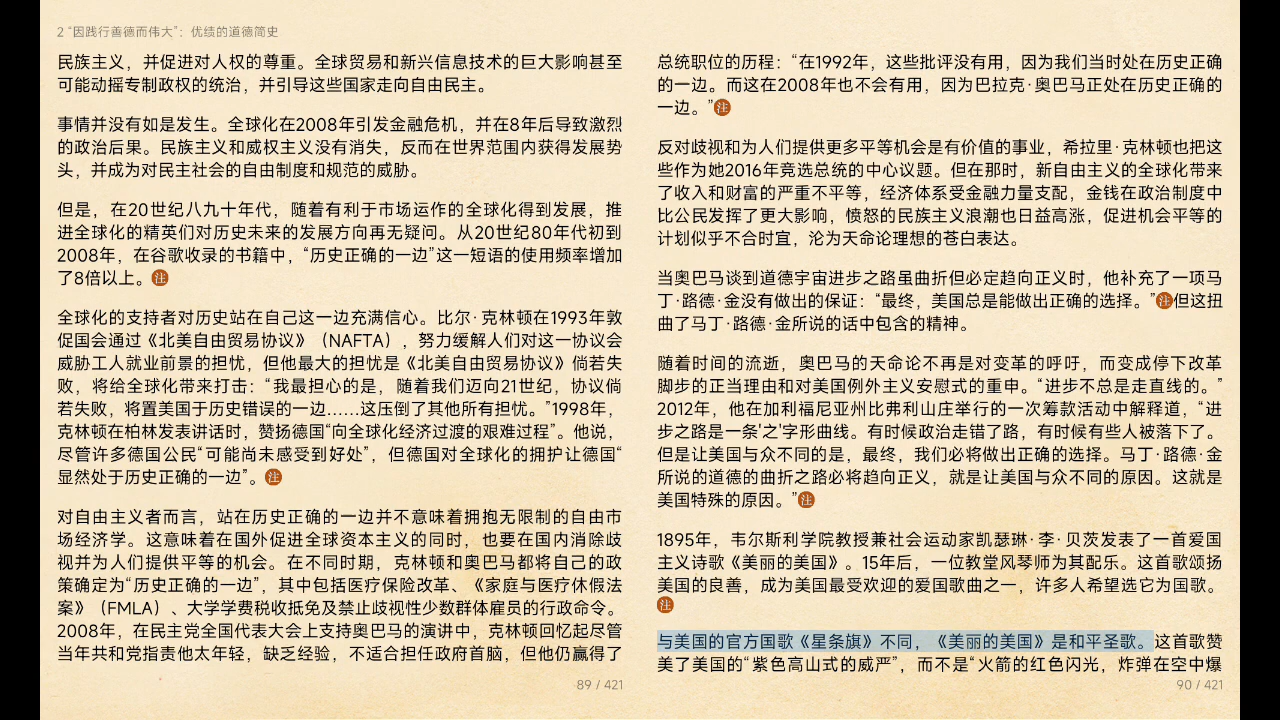 2 “因践行善德而伟大”：优绩的道德简史
民族主义，并促进对人权的尊重。全球贸易和新兴信息技术的巨大影响甚至
可能动摇专制政权的统治，并引导这些国家走向自由民主。
事情并没有如是发生。全球化在2008年引发金融危机，并在8年后导致激烈
的政治后果。民族主义和威权主义没有消失，反而在世界范围内获得发展势
头，并成为对民主社会的自由制度和规范的威胁。
但是，在20世纪八九十年代，随着有利于市场运作的全球化得到发展，推
进全球化的精英们对历史未来的发展方向再无疑问。从20世纪80年代初到
2008年，在谷歌收录的书籍中，“历史正确的一边”这一短语的使用频率增加
了8倍以上。注
全球化的支持者对历史站在自己这一边充满信心。比尔·克林顿在1993年敦
促国会通过《北美自由贸易协议》（NAFTA），努力缓解人们对这一协议会
威胁工人就业前景的担忧，但他最大的担忧是《北美自由贸易协议》倘若失
败，将给全球化带来打击：“我最担心的是，随着我们迈向21世纪，协议倘
若失败，将置美国于历史错误的一边……这压倒了其他所有担忧。”1998年，
克林顿在柏林发表讲话时，赞扬德国“向全球化经济过渡的艰难过程”。他说，
尽管许多德国公民“可能尚未感受到好处”，但德国对全球化的拥护让德国“
显然处于历史正确的一边”。注
对自由主义者而言，站在历史正确的一边并不意味着拥抱无限制的自由市
场经济学。这意味着在国外促进全球资本主义的同时，也要在国内消除歧
视并为人们提供平等的机会。在不同时期，克林顿和奥巴马都将自己的政
策确定为“历史正确的一边”，其中包括医疗保险改革、《家庭与医疗休假法
案》（FMLA）、大学学费税收抵免及禁止歧视性少数群体雇员的行政命令。
2008年，在民主党全国代表大会上支持奥巴马的演讲中，克林顿回忆起尽管
当年共和党指责他太年轻，缺乏经验，不适合担任政府首脑，但他仍赢得了
89 / 421
总统职位的历程：“在1992年，这些批评没有用，因为我们当时处在历史正确
的一边。而这在2008年也不会有用，因为巴拉克·奥巴马正处在历史正确的
一边。”注
反对歧视和为人们提供更多平等机会是有价值的事业，希拉里·克林顿也把这
些作为她2016年竞选总统的中心议题。但在那时，新自由主义的全球化带来
了收入和财富的严重不平等，经济体系受金融力量支配，金钱在政治制度中
比公民发挥了更大影响，愤怒的民族主义浪潮也日益高涨，促进机会平等的
计划似乎不合时宜，沦为天命论理想的苍白表达。
当奥巴马谈到道德宇宙进步之路虽曲折但必定趋向正义时，他补充了一项马
丁·路德·金没有做出的保证：“最终，美国总是能做出正确的选择。”注但这扭
曲了马丁·路德·金所说的话中包含的精神。
随着时间的流逝，奥巴马的天命论不再是对变革的呼吁，而变成停下改革
脚步的正当理由和对美国例外主义安慰式的重申。“进步不总是走直线的。”
2012年，他在加利福尼亚州比弗利山庄举行的一次筹款活动中解释道，“进
步之路是一条‘之’字形曲线。有时候政治走错了路，有时候有些人被落下了。
但是让美国与众不同的是，最终，我们必将做出正确的选择。马丁·路德·金
所说的道德的曲折之路必将趋向正义，就是让美国与众不同的原因。这就是
美国特殊的原因。”注
1895年，韦尔斯利学院教授兼社会运动家凯瑟琳·李·贝茨发表了一首爱国
主义诗歌《美丽的美国》。15年后，一位教堂风琴师为其配乐。这首歌颂扬
美国的良善，成为美国最受欢迎的爱国歌曲之一，许多人希望选它为国歌。
注
与美国的官方国歌《星条旗》不同，《美丽的美国》是和平圣歌。这首歌赞
美了美国的“紫色高山式的威严”，而不是“火箭的红色闪光，炸弹在空中爆
90 / 421